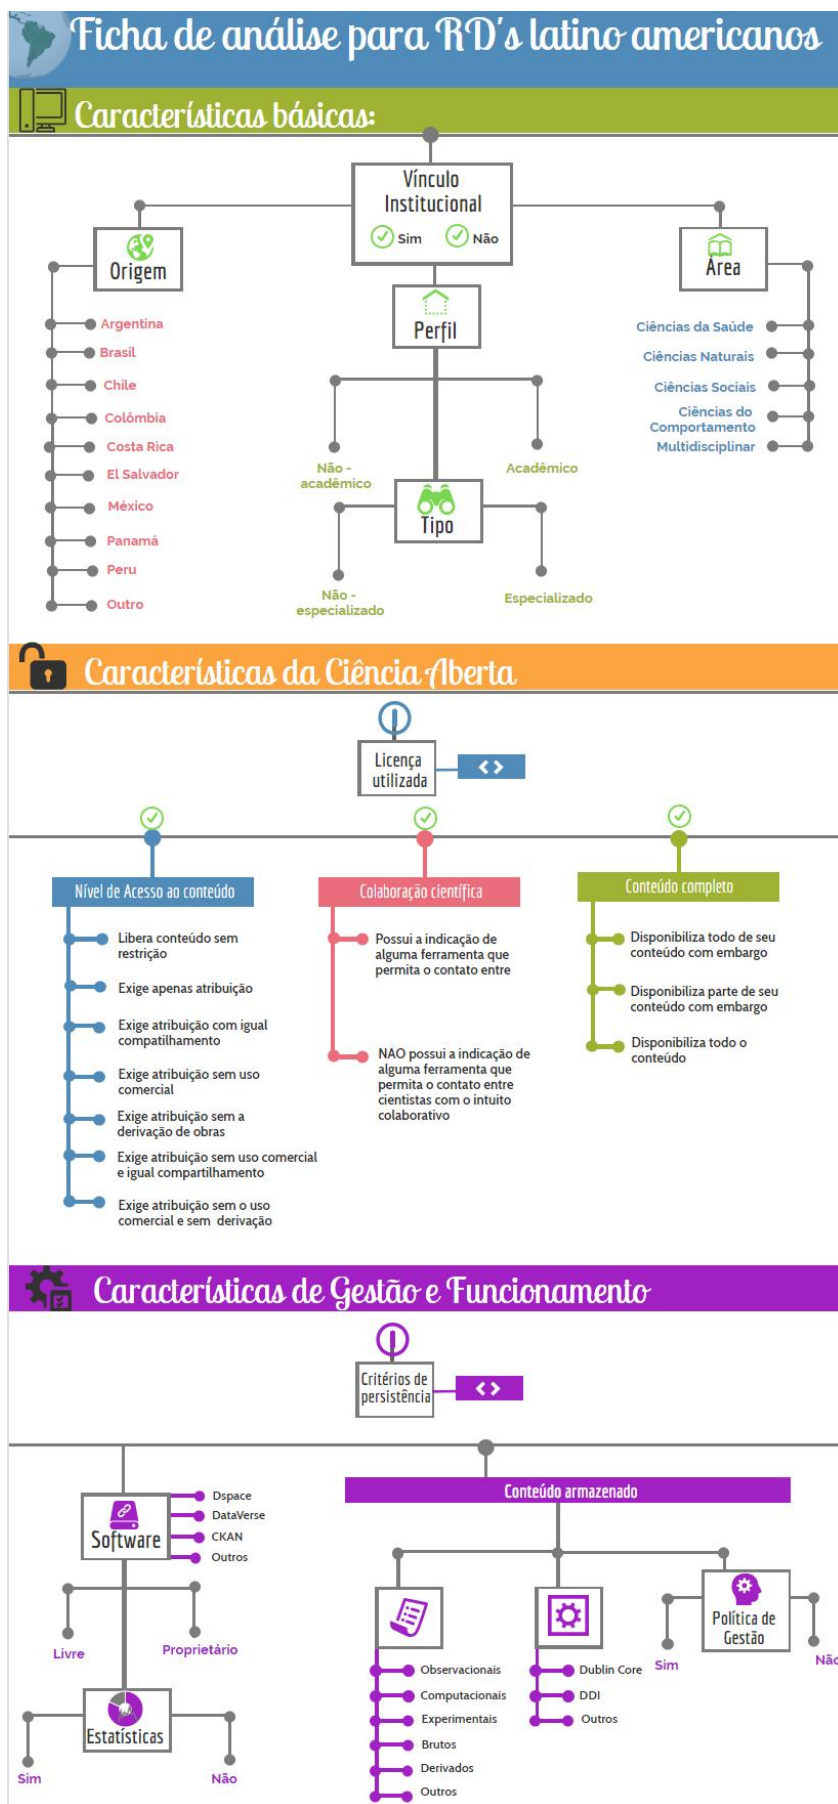 Ficha de análise para RD's latino americanos
Características básicas:
Vínculo
Institucional
Sim
Não
Origem
Argentina
Brasil
Chile
Colômbia
Costa Rica
El Salvador
México
Panamá
Peru
Outro
Perfil
Não -
acadêmico
Acadêmico
Tipo
Não -
especializado
Especializado
Área
Ciências da Saúde
Ciências Naturais
Ciências Sociais
Ciências do
Comportamento
Multidisciplinar
Características da Ciência Aberta
Licença
utilizada
Nível de Acesso ao conteúdo
Libera conteúdo sem
restrição
Exige apenas atribuição
Exige atribuição com igual
compatilhamento
Exige atribuição sem uso
comercial
Exige atribuição sem a
derivação de obras
Exige atribuição sem uso comercial
e igual compartilhamento
Exige atribuição sem o uso
comercial e sem derivação
Colaboração científica
Possui a indicação de
alguma ferramenta que
permita o contato entre
NAO possui a indicação de
alguma ferramenta que
permita o contato entre
cientistas com o intuito
colaborativo
Conteúdo completo
Disponibiliza todo de seu
conteúdo com embargo
Disponibiliza parte de seu
conteúdo com embargo
Disponibiliza todo o
conteúdo
Características de Gestão e Funcionamento
Critérios de
persistência
Software
Dspace
DataVerse
CKAN
Outros
Livre
Proprietário
Estatísticas
Sim
Não
Conteúdo armazenado
Observacionais
Computacionais
Experimentais
Brutos
Derivados
Outros
Dublin Core
DDI
Outros
Política de
Gestão
Sim
Não